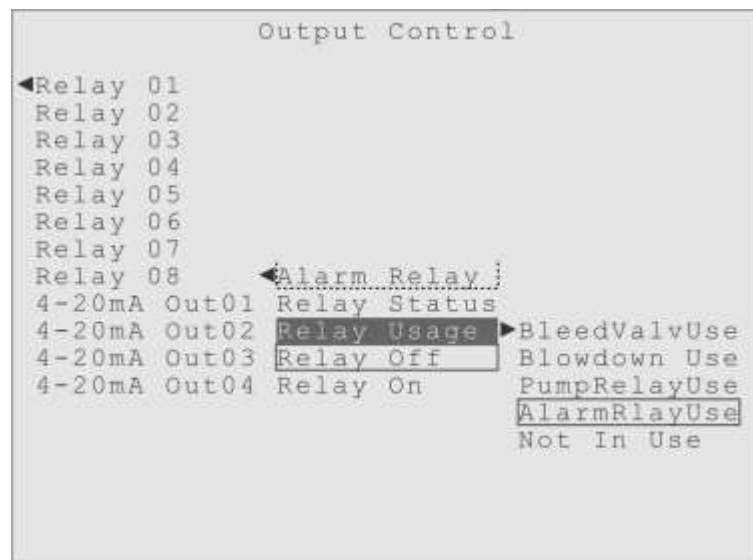 Output Control
Relay 01
Relay 02
Relay 03
Relay 04
Relay 05
Relay 06
Relay 07
Relay 08
4-20mA Out01
4-20mA Out02
4-20mA Out03
4-20mA Out04
Alarm Relay
Relay Status
Relay Usage
Relay Off
Relay On
BleedValvUse
Blowdown Use
PumpRelayUse
AlarmRlayUse
Not In Use